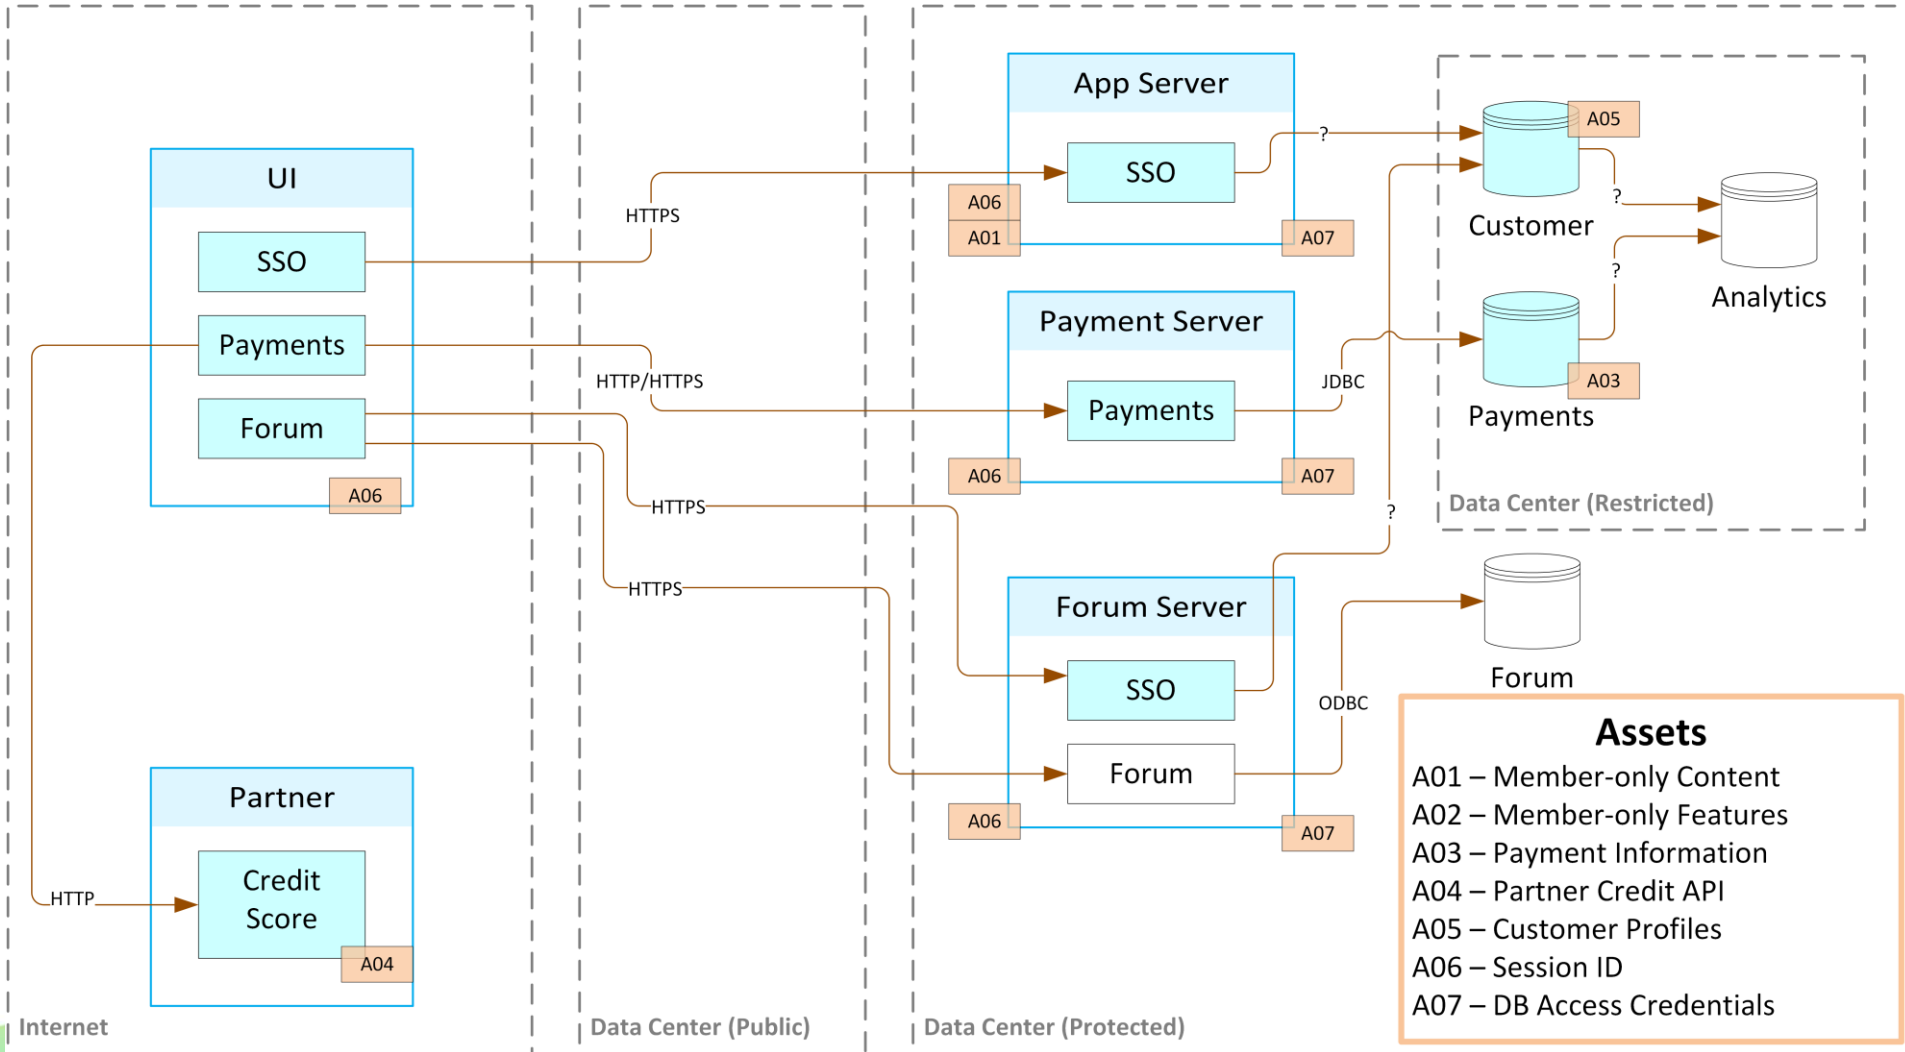 UI
SSO
Payments
Forum
A06
Partner
Credit
Score
A04
HTTP
Internet
HTTPS
HTTP/HTTPS
HTTPS
HTTPS
Data Center (Public)
App Server
SSO
A06
A01
A07
Payment Server
Payments
A06
A07
Forum Server
SSO
Forum
A06
A07
Data Center (Protected)
?
JDBC
?
ODBC
A05
Customer
?
Analytics
?
A03
Payments
Data Center (Restricted)
Forum
Assets
A01 – Member-only Content
A02 – Member-only Features
A03 – Payment Information
A04 – Partner Credit API
A05 – Customer Profiles
A06 – Session ID
A07 – DB Access Credentials